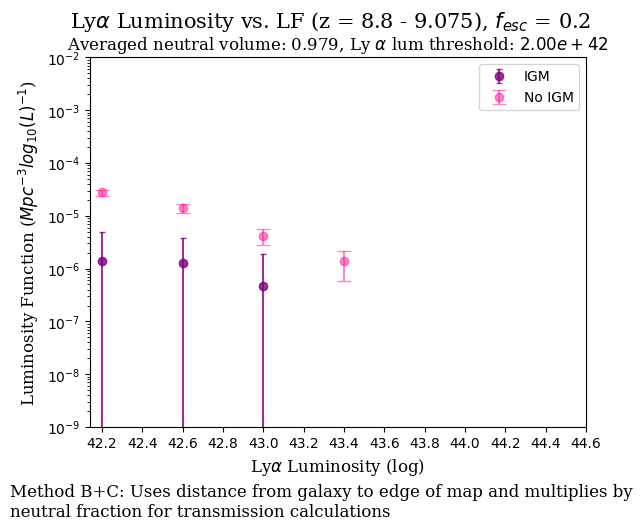 Lyα Luminosity vs. LF (z = 8.8 - 9.075), f_esc = 0.2
Averaged neutral volume: 0.979, Ly α lum threshold: 2.00e + 42
IGM
No IGM
Luminosity Function (Mpc⁻³log₁₀(L)⁻¹)
10⁻²
10⁻³
10⁻⁴
10⁻⁵
10⁻⁶
10⁻⁷
10⁻⁸
10⁻⁹
42.2 42.4 42.6 42.8 43.0 43.2 43.4 43.6 43.8 44.0 44.2 44.4 44.6
Lyα Luminosity (log)
Method B+C: Uses distance from galaxy to edge of map and multiplies by
neutral fraction for transmission calculations